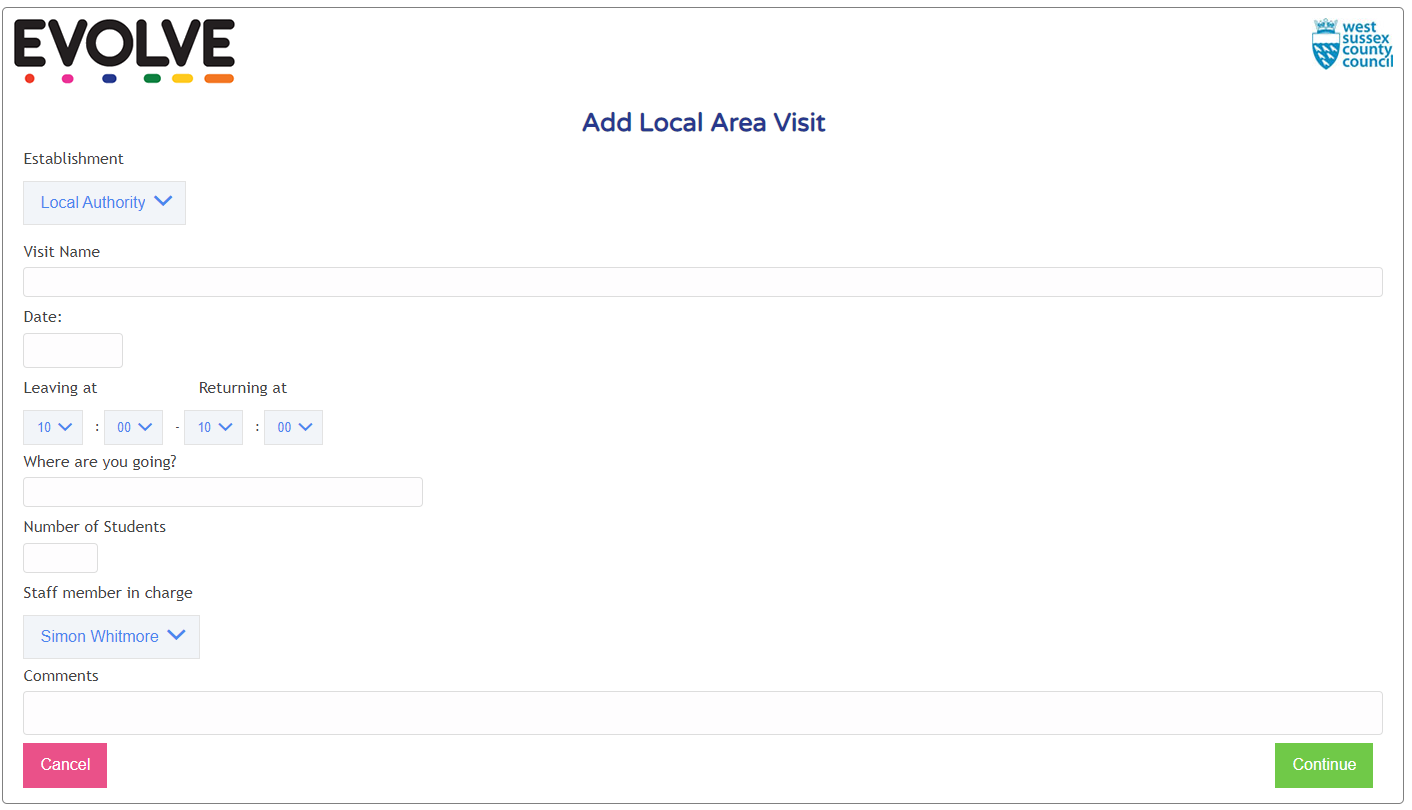 EVOLVE
west
sussex
county
council
Add Local Area Visit
Establishment
Local Authority
Visit Name
Date:
Leaving at Returning at
10 : 00 - 10 : 00
Where are you going?
Number of Students
Staff member in charge
Simon Whitmore
Comments
Cancel Continue